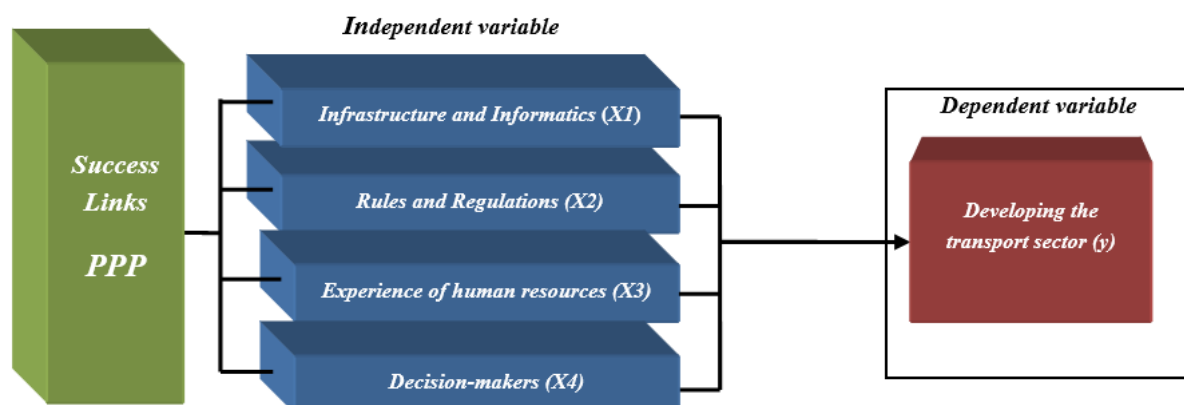 Independent variable
Success
Links
PPP
Infrastructure and Informatics (X1)
Rules and Regulations (X2)
Experience of human resources (X3)
Decision-makers (X4)
Dependent variable
Developing the
transport sector (y)